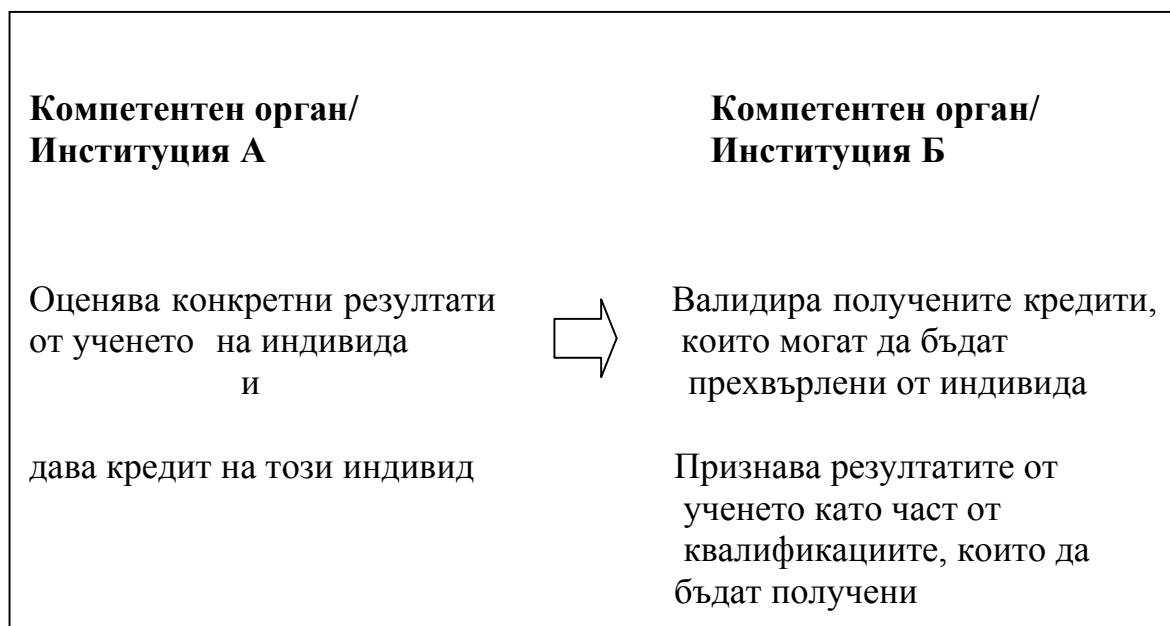 Компетентен орган/
Институция А
Компетентен орган/
Институция Б
Оценява конкретни резултати
от ученето на индивида
и
дава кредит на този индивид
Валидира получените кредити,
които могат да бъдат
прехвърлени от индивида
Признава резултатите от
ученето като част от
квалификациите, които да
бъдат получени